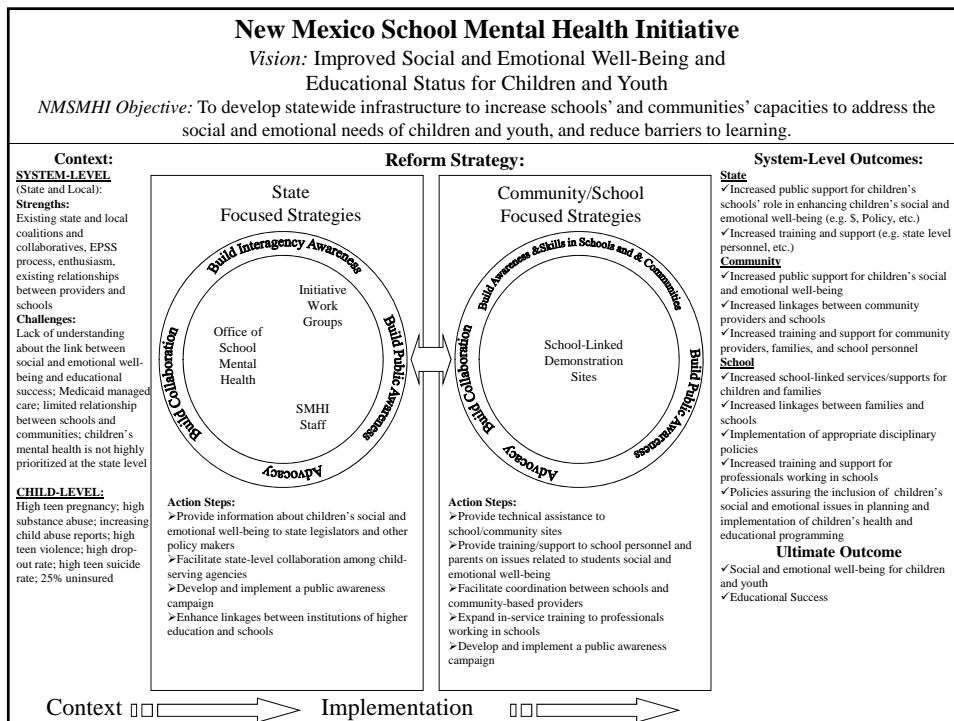 New Mexico School Mental Health Initiative
Vision: Improved Social and Emotional Well-Being and
Educational Status for Children and Youth
NMSMHI Objective: To develop statewide infrastructure to increase schools' and communities' capacities to address the
social and emotional needs of children and youth, and reduce barriers to learning.
Context:
SYSTEM-LEVEL
(State and Local):
Strengths:
Existing state and local
coalitions and
collaboratives, EPSS
process, enthusiasm,
existing relationships
between providers and
schools
Challenges:
Lack of understanding
about the link between
social and emotional well-
being and educational
success; Medicaid managed
care; limited relationship
between schools and
communities; children's
mental health is not highly
prioritized at the state level
CHILD-LEVEL:
High teen pregnancy; high
substance abuse; increasing
child abuse reports; high
teen violence; high drop-
out rate; high teen suicide
rate; 25% uninsured
Reform Strategy:
State
Focused Strategies
Build Interagency Awareness
Build Public Awareness
Advocacy
Build Collaboration
Initiative
Work
Groups
Office of
School
Mental
Health
SMHI
Staff
Action Steps:
➢Provide information about children's social and
emotional well-being to state legislators and other
policy makers
➢Facilitate state-level collaboration among child-
serving agencies
➢Develop and implement a public awareness
campaign
➢Enhance linkages between institutions of higher
education and schools
Community/School
Focused Strategies
Build Awareness &Skills in Schools and & Communities
Build Public Awareness
Advocacy
Build Collaboration
School-Linked
Demonstration
Sites
Action Steps:
➢Provide technical assistance to
school/community sites
➢Provide training/support to school personnel and
parents on issues related to students social and
emotional well-being
➢Facilitate coordination between schools and
community-based providers
➢Expand in-service training to professionals
working in schools
➢Develop and implement a public awareness
campaign
System-Level Outcomes:
State
✓Increased public support for children's
schools' role in enhancing children's social and
emotional well-being (e.g. $, Policy, etc.)
✓Increased training and support (e.g. state level
personnel, etc.)
Community
✓Increased public support for children's social
and emotional well-being
✓Increased linkages between community
providers and schools
✓Increased training and support for community
providers, families, and school personnel
School
✓Increased school-linked services/supports for
children and families
✓Increased linkages between families and
schools
✓Implementation of appropriate disciplinary
policies
✓Increased training and support for
professionals working in schools
✓Policies assuring the inclusion of children's
social and emotional issues in planning and
implementation of children's health and
educational programming
Ultimate Outcome
✓Social and emotional well-being for children
and youth
✓Educational Success
Context
Implementation